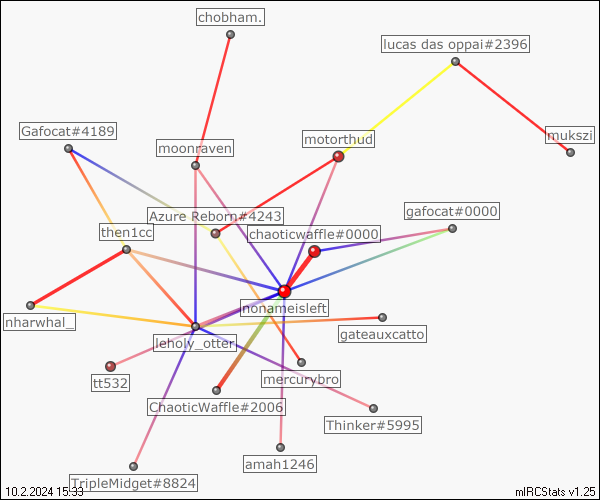 chobham.
lucas das oppai#2396
Gafocat#4189
motorthud
mukszi
moonraven
Azure Reborn#4243
gafocat#0000
then1cc
chaoticwaffle#0000
nharwhal_
nonameisleft
leholy_otter
gateauxcatto
tt532
mercurybro
ChaoticWaffle#2006
Thinker#5995
amah1246
TripleMidget#8824
10.2.2024 15:33
mIRCStats v1.25